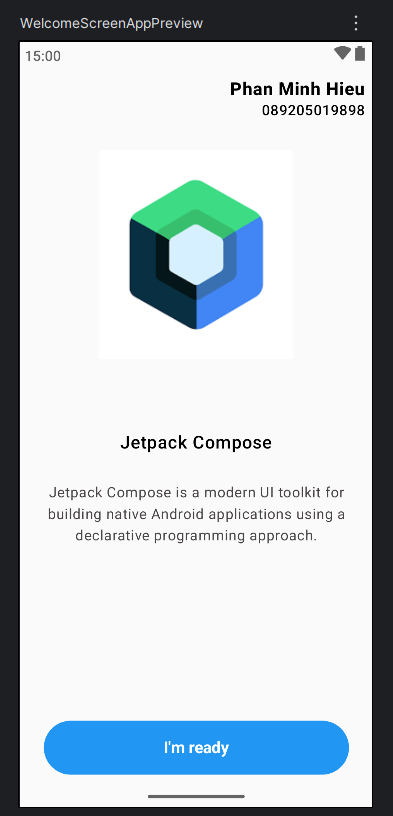 WelcomeScreenAppPreview
15:00
Phan Minh Hieu
089205019898
Jetpack Compose
Jetpack Compose is a modern UI toolkit for
building native Android applications using a
declarative programming approach.
I'm ready